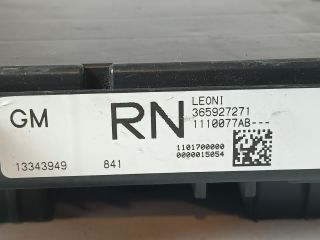 GM
RN
LEONI
365927271
1110077AB---
13343949 841
1101700000
0000015054